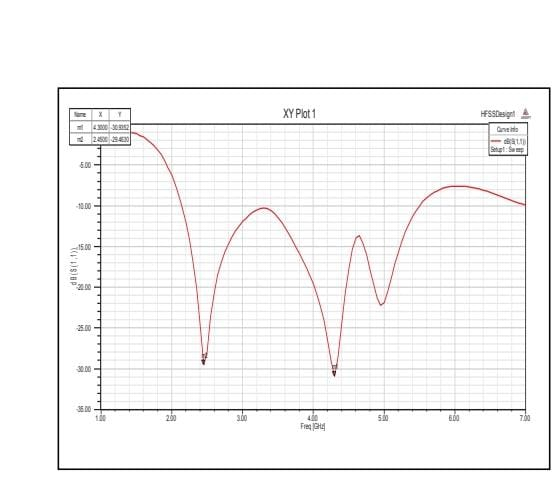 XY Plot 1
HFSSDesign1
Name X Y
m1 4.3000 -30.9352
m2 2.4500 -29.4630
Curve Info
dB(S(1,1))
Setup1 : Sweep
-5.00
-10.00
-15.00
-20.00
-25.00
-30.00
-35.00
dB(S(1,1))
m2
m1
1.00 2.00 3.00 4.00 5.00 6.00 7.00
Freq [GHz]